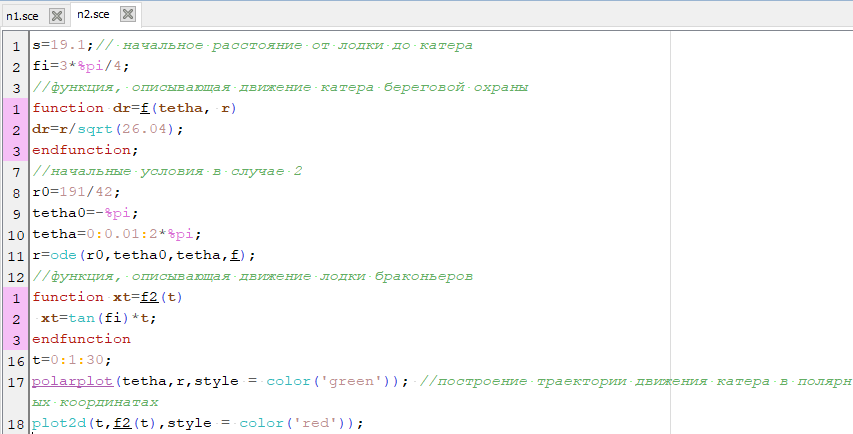 n1.sce n2.sce
1 s=19.1;// начальное расстояние от лодки до катера
2 fi=3*%pi/4;
3 //функция, описывающая движение катера береговой охраны
1 function dr=f(tetha, r)
2 dr=r/sqrt(26.04);
3 endfunction;
7 //начальные условия в случае 2
8 r0=191/42;
9 tetha0=-%pi;
10 tetha=0:0.01:2*%pi;
11 r=ode(r0,tetha0,tetha,f);
12 //функция, описывающая движение лодки браконьеров
1 function xt=f2(t)
2 xt=tan(fi)*t;
3 endfunction
16 t=0:1:30;
17 polarplot(tetha,r,style = color('green')); //построение траектории движения катера в полярн
ых координатах
18 plot2d(t,f2(t),style = color('red'));